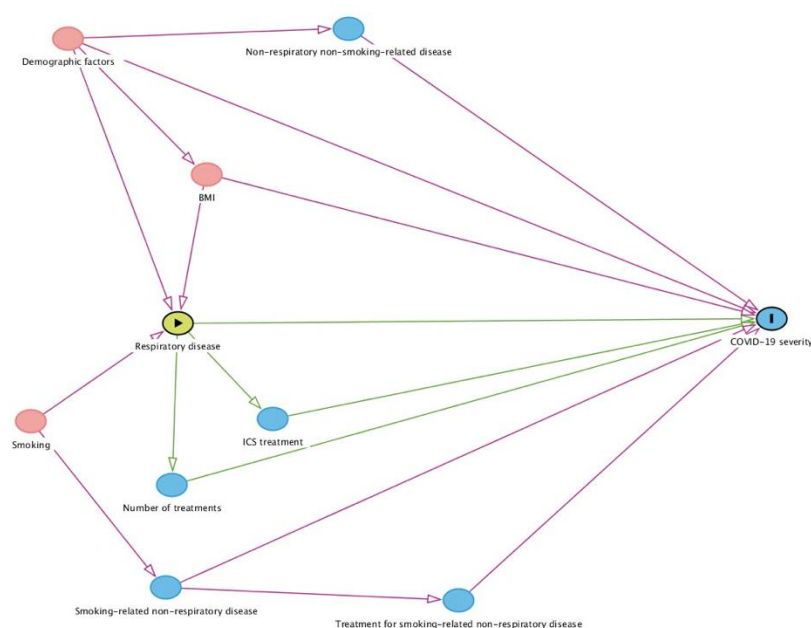 Non-respiratory non-smoking-related disease
Demographic factors
BMI
COVID-19 severity
Respiratory disease
ICS treatment
Smoking
Number of treatments
Smoking-related non-respiratory disease
Treatment for smoking-related non-respiratory disease